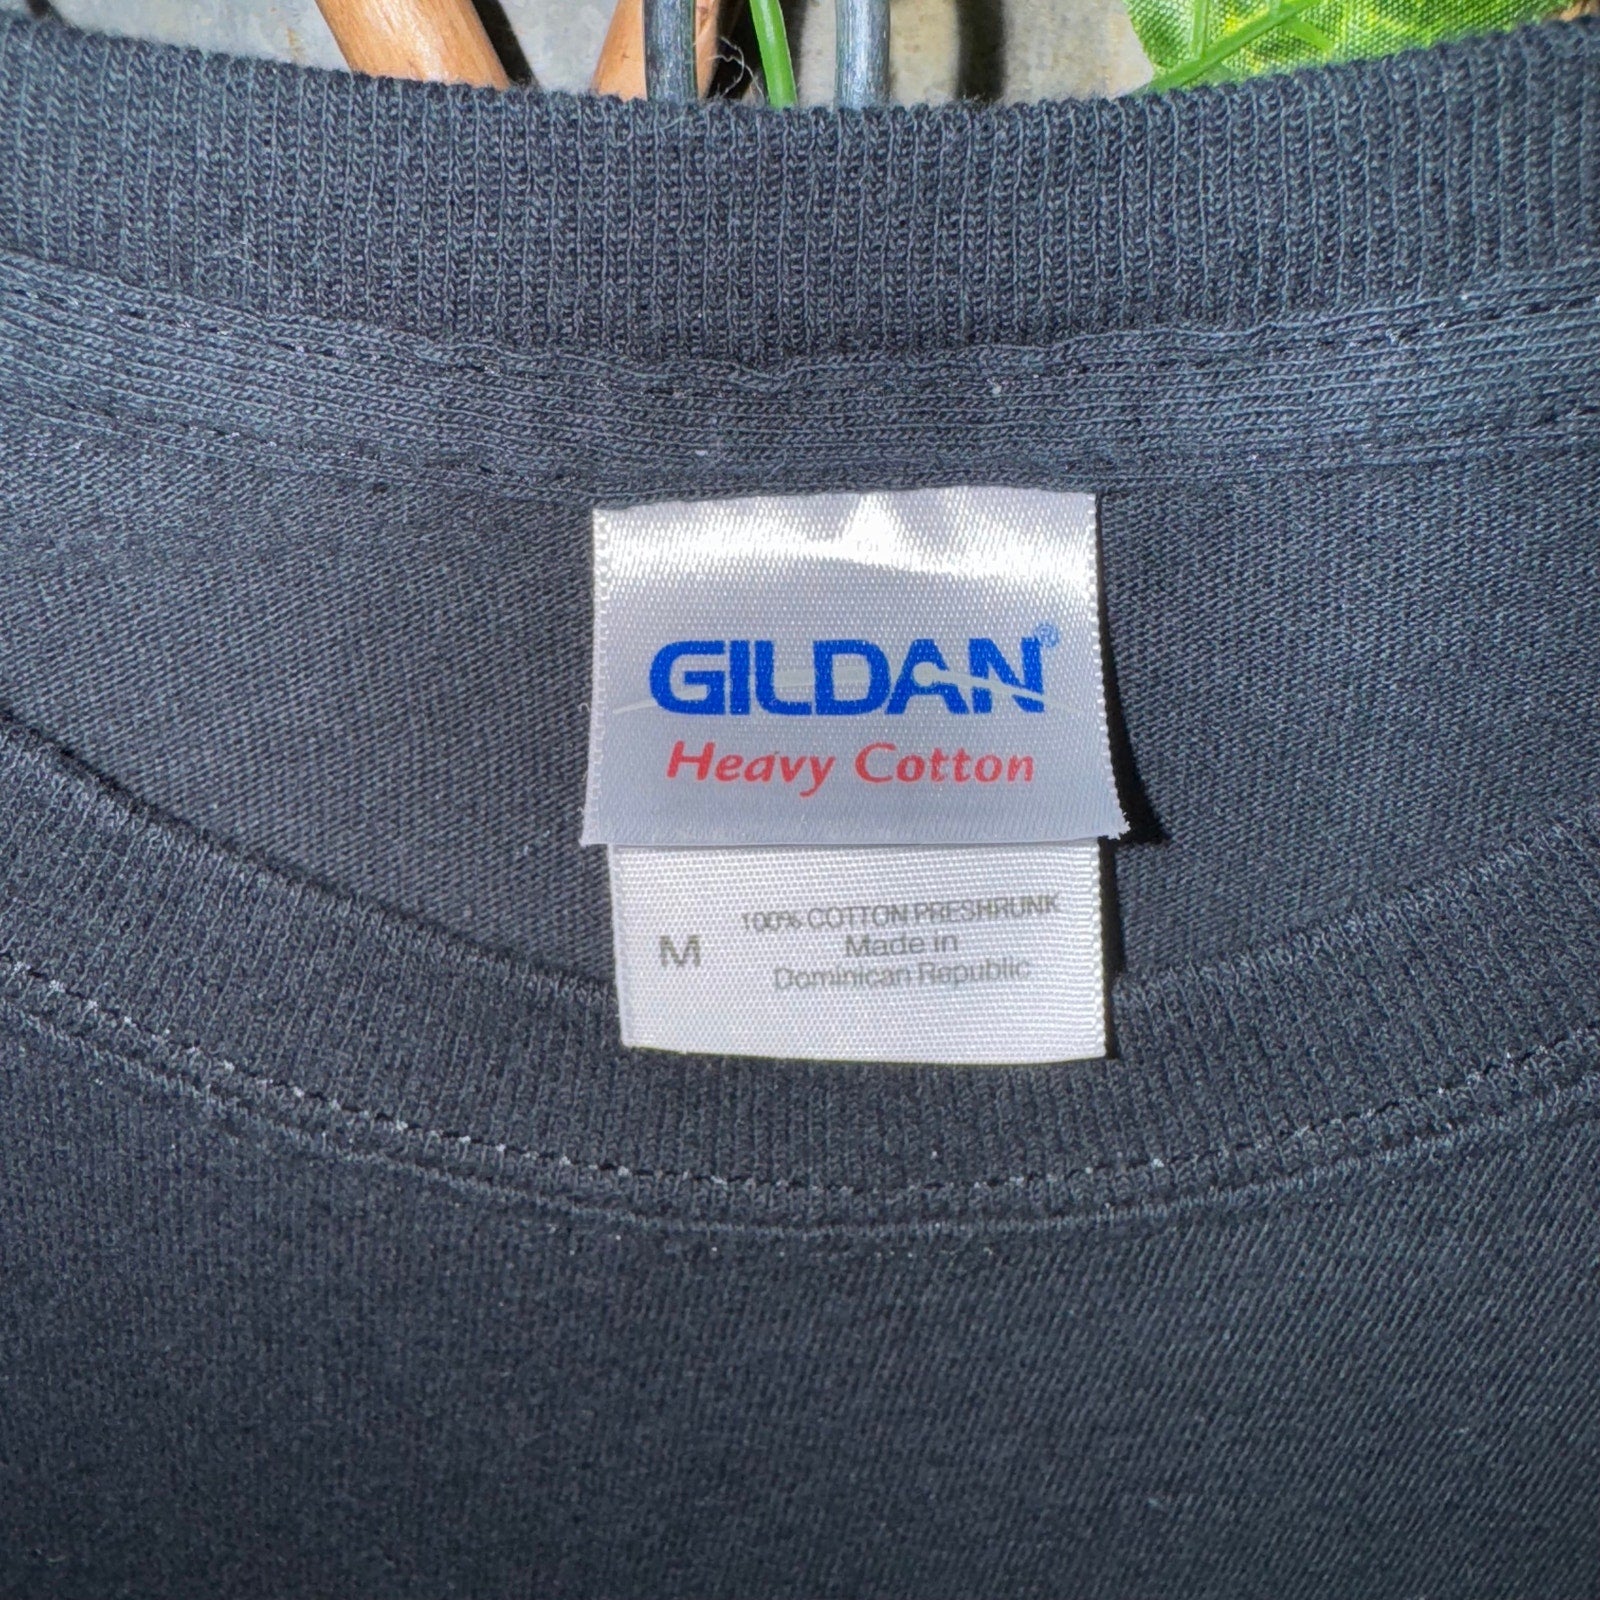 GILDAN®
Heavy Cotton
100% COTTON PRESHRUNK
M
Made in
Dominican Republic